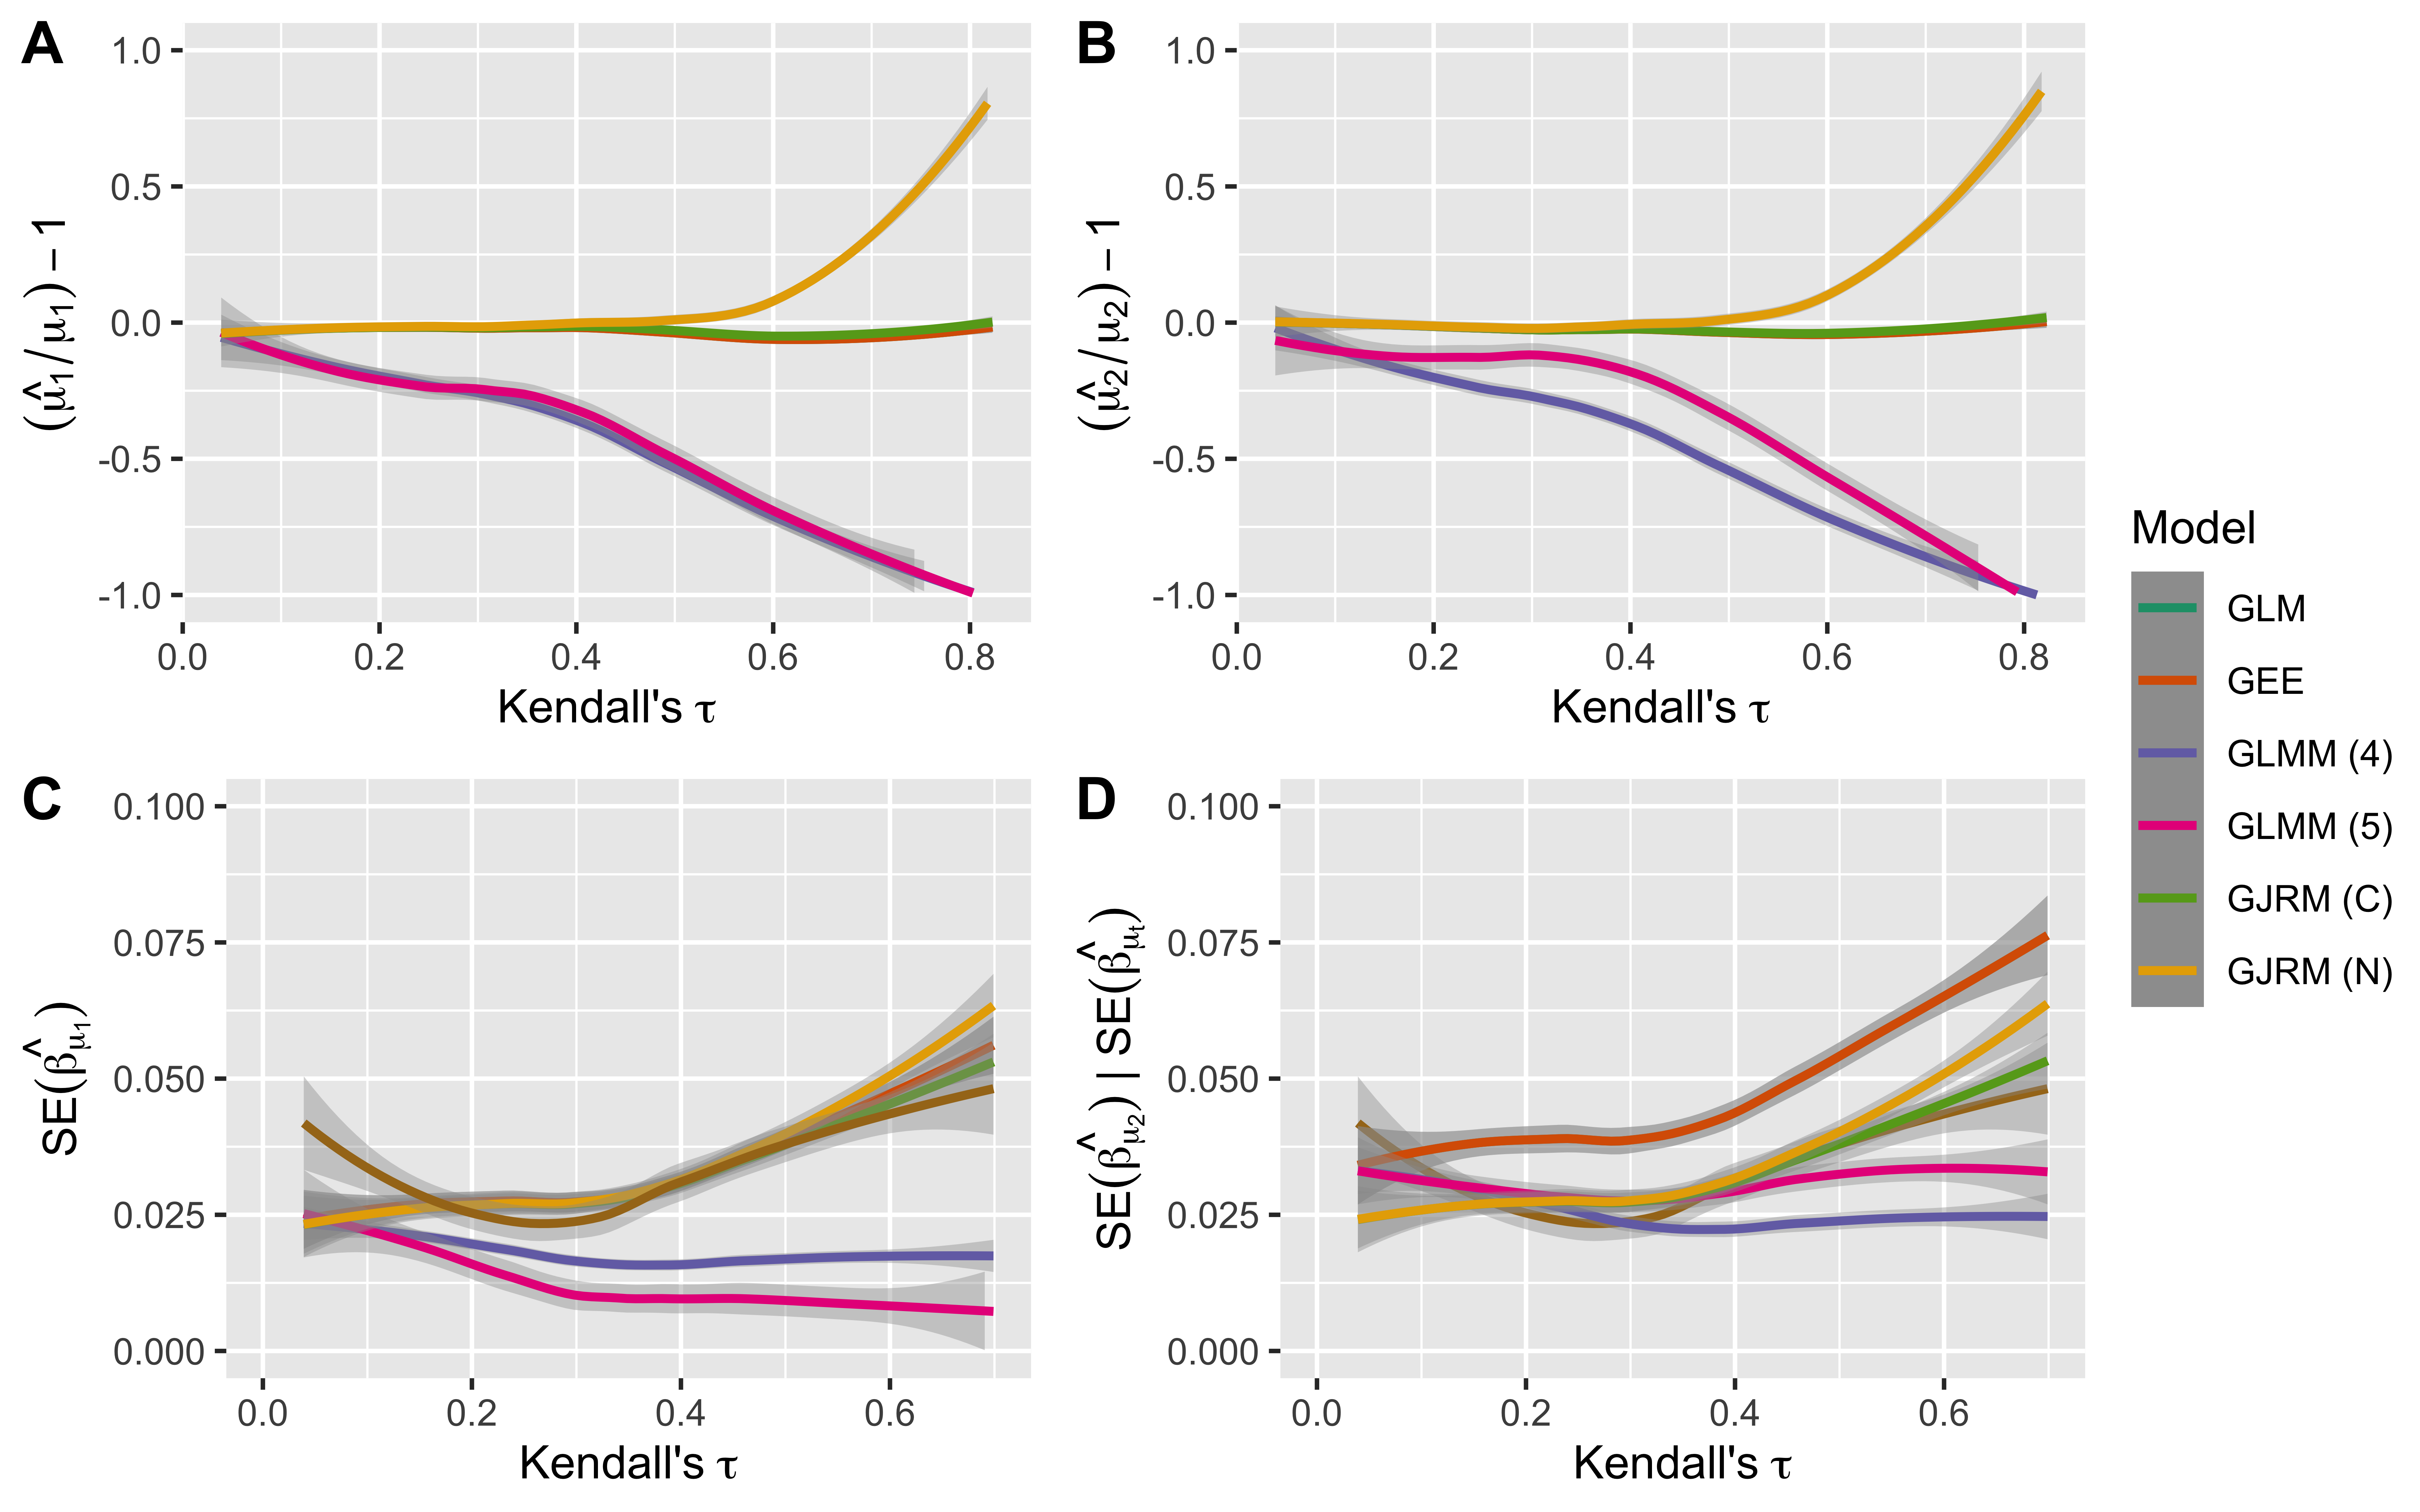 A
1.0
0.5
0.0
-0.5
-1.0
(μ̂₁/μ₁) − 1
0.0 0.2 0.4 0.6 0.8
Kendall's τ
B
1.0
0.5
0.0
-0.5
-1.0
(μ̂₂/μ₂) − 1
0.0 0.2 0.4 0.6 0.8
Kendall's τ
C
0.100
0.075
0.050
0.025
0.000
SE(β̂μ₁)
0.0 0.2 0.4 0.6
Kendall's τ
D
0.100
0.075
0.050
0.025
0.000
SE(β̂μ₂) | SE(β̂μₜ)
0.0 0.2 0.4 0.6
Kendall's τ
Model
GLM
GEE
GLMM (4)
GLMM (5)
GJRM (C)
GJRM (N)